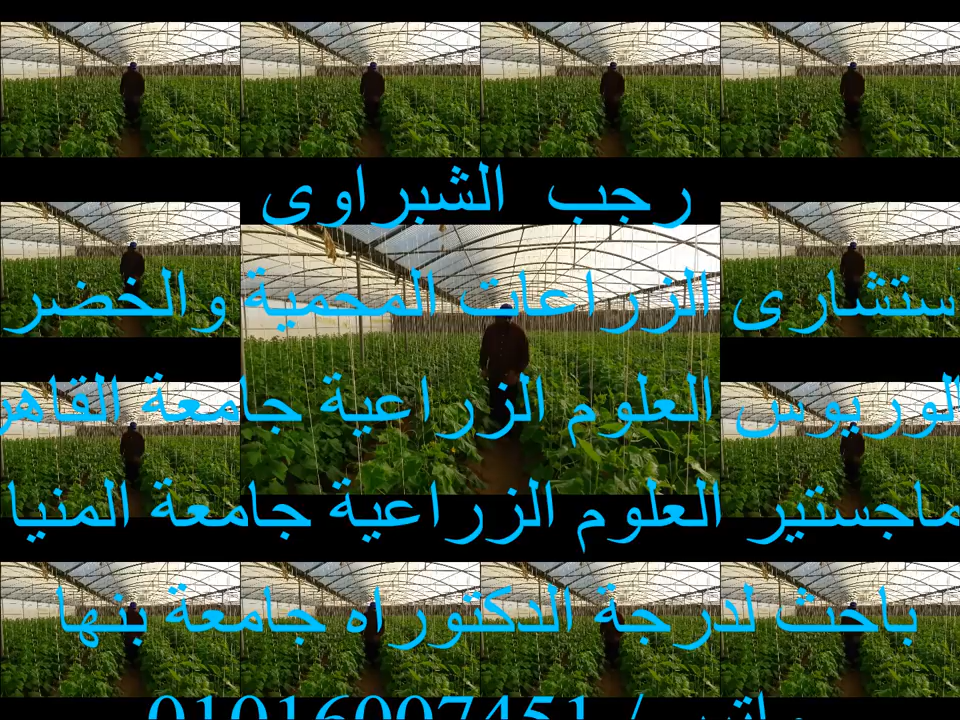 رجب الشبراوى
ستشارى الزراعات المحمية والخضر
لوريوس العلوم الزراعية جامعة القاهر
ماجستير العلوم الزراعية جامعة المنيا
باحث لدرجة الدكتوراه جامعة بنها
/ 01016007451